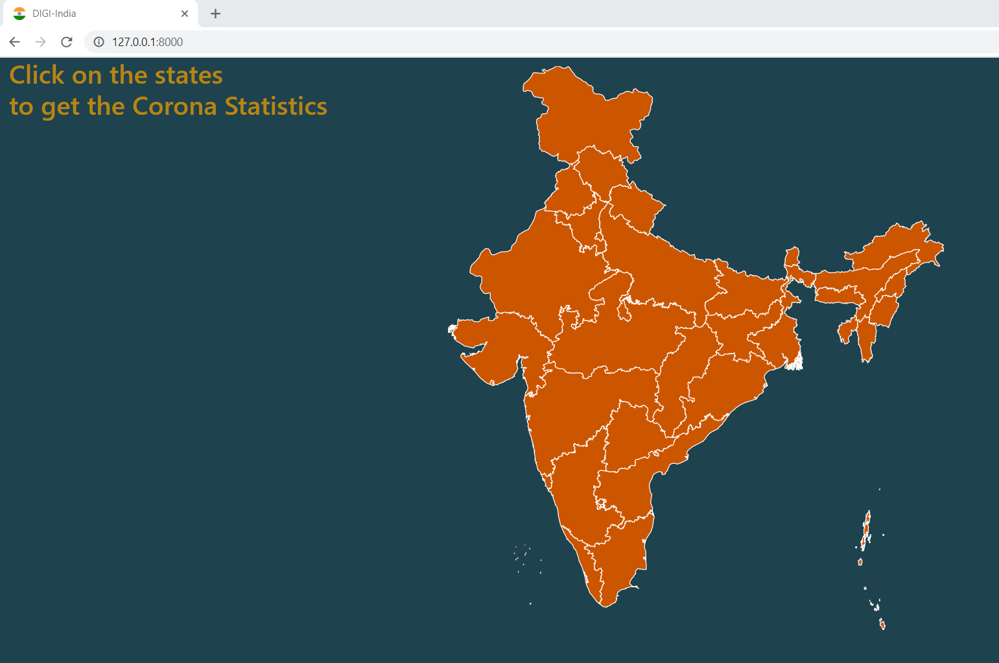 DIGI-India
127.0.0.1:8000
Click on the states
to get the Corona Statistics